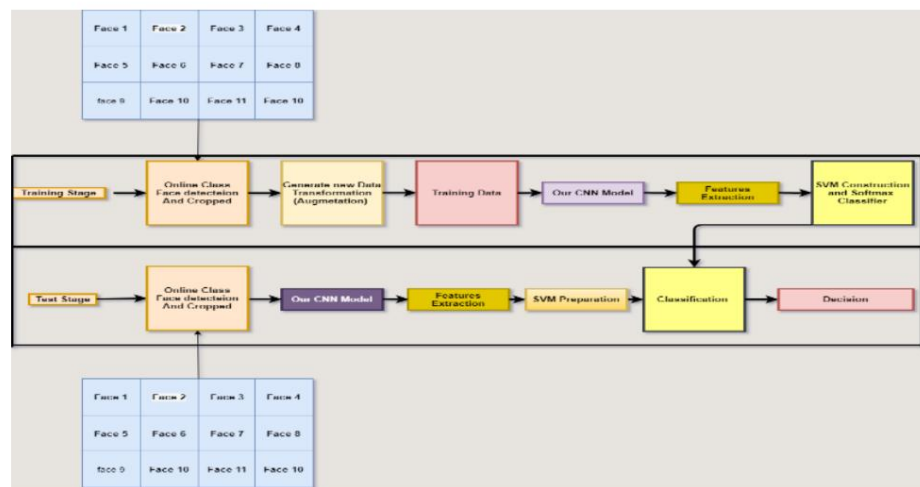 Face 1 Face 2 Face 3 Face 4
Face 5 Face 6 Face 7 Face 8
face 9 Face 10 Face 11 Face 10
Training Stage
Online Class
Face detecteion
And Cropped
Generate new Data
Transformation
(Augmetation)
Training Data
Our CNN Model
Features
Extraction
SVM Construction
and Softmax
Classifier
Test Stage
Online Class
Face detecteion
And Cropped
Our CNN Model
Features
Extraction
SVM Preparation
Classification
Decision
Face 1 Face 2 Face 3 Face 4
Face 5 Face 6 Face 7 Face 8
face 9 Face 10 Face 11 Face 10